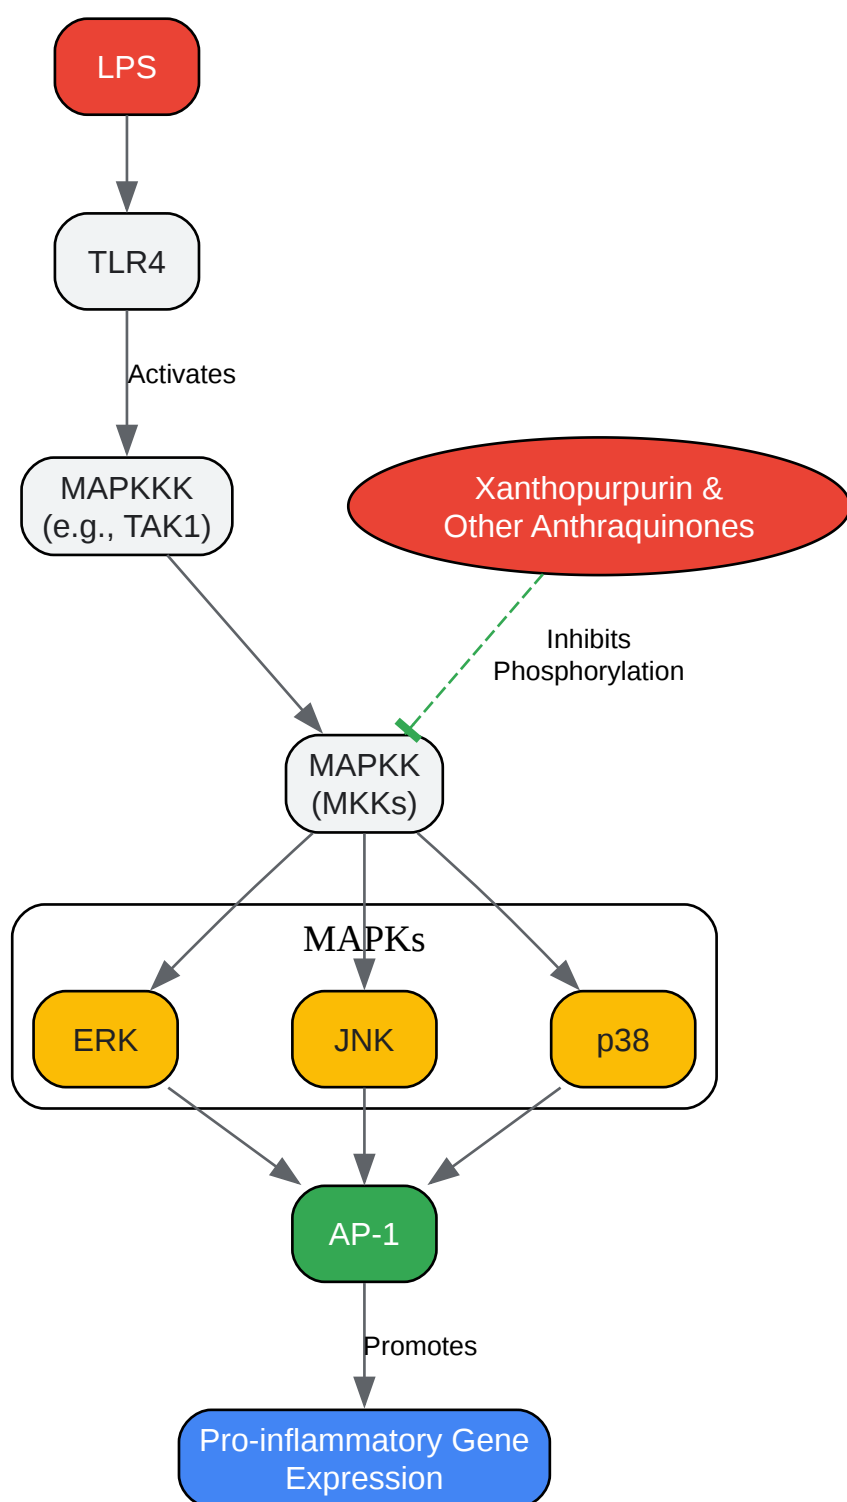 LPS
TLR4
Activates
MAPKKK
(e.g., TAK1)
Xanthopurpurin &
Other Anthraquinones
Inhibits
Phosphorylation
MAPKK
(MKKs)
MAPKs
ERK
JNK
p38
AP-1
Promotes
Pro-inflammatory Gene
Expression